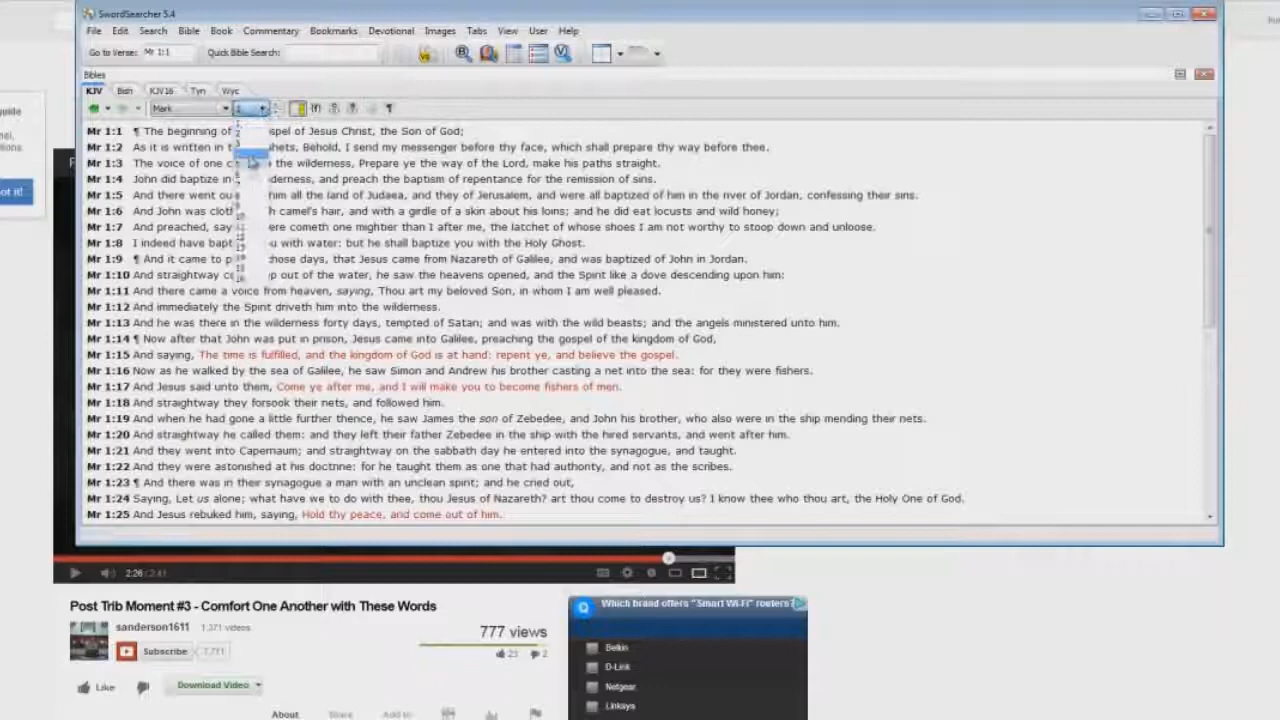 SwordSearcher 5.4
File Edit Search Bible Book Commentary Bookmarks Devotional Images Tabs View User Help
Go to Verse: Mr 1:1 Quick Bible Search:
Bibles
KJV Bish KJV16 Tyn Wyc
Mark
Mr 1:1 ¶ The beginning of spel of Jesus Christ, the Son of God;
Mr 1:2 As it is written in t hets, Behold, I send my messenger before thy face, which shall prepare thy way before thee.
Mr 1:3 The voice of one c the wilderness, Prepare ye the way of the Lord, make his paths straight.
Mr 1:4 John did baptize in derness, and preach the baptism of repentance for the remission of sins.
Mr 1:5 And there went ou him all the land of Judaea, and they of Jerusalem, and were all baptized of him in the river of Jordan, confessing their sins.
Mr 1:6 And John was clot h camel's hair, and with a girdle of a skin about his loins; and he did eat locusts and wild honey;
Mr 1:7 And preached, say ere cometh one mightier than I after me, the latchet of whose shoes I am not worthy to stoop down and unloose.
Mr 1:8 I indeed have bapt u with water: but he shall baptize you with the Holy Ghost.
Mr 1:9 ¶ And it came to p hose days, that Jesus came from Nazareth of Galilee, and was baptized of John in Jordan.
Mr 1:10 And straightway c p out of the water, he saw the heavens opened, and the Spirit like a dove descending upon him:
Mr 1:11 And there came a voice from heaven, saying, Thou art my beloved Son, in whom I am well pleased.
Mr 1:12 And immediately the Spirit driveth him into the wilderness.
Mr 1:13 And he was there in the wilderness forty days, tempted of Satan; and was with the wild beasts; and the angels ministered unto him.
Mr 1:14 ¶ Now after that John was put in prison, Jesus came into Galilee, preaching the gospel of the kingdom of God,
Mr 1:15 And saying, The time is fulfilled, and the kingdom of God is at hand: repent ye, and believe the gospel.
Mr 1:16 Now as he walked by the sea of Galilee, he saw Simon and Andrew his brother casting a net into the sea: for they were fishers.
Mr 1:17 And Jesus said unto them, Come ye after me, and I will make you to become fishers of men.
Mr 1:18 And straightway they forsook their nets, and followed him.
Mr 1:19 And when he had gone a little further thence, he saw James the son of Zebedee, and John his brother, who also were in the ship mending their nets.
Mr 1:20 And straightway he called them: and they left their father Zebedee in the ship with the hired servants, and went after him.
Mr 1:21 And they went into Capernaum; and straightway on the sabbath day he entered into the synagogue, and taught.
Mr 1:22 And they were astonished at his doctrine: for he taught them as one that had authority, and not as the scribes.
Mr 1:23 ¶ And there was in their synagogue a man with an unclean spirit; and he cried out,
Mr 1:24 Saying, Let us alone; what have we to do with thee, thou Jesus of Nazareth? art thou come to destroy us? I know thee who thou art, the Holy One of God.
Mr 1:25 And Jesus rebuked him, saying, Hold thy peace, and come out of him.
2:26 / 2:41
Post Trib Moment #3 - Comfort One Another with These Words
sanderson1611 1,371 videos
Subscribe
777 views
23 2
Like
Download Video
About Share Add to
Which brand offers "Smart Wi-Fi" routers?
Belkin
D-Link
Netgear
Linksys
guide
ot it!